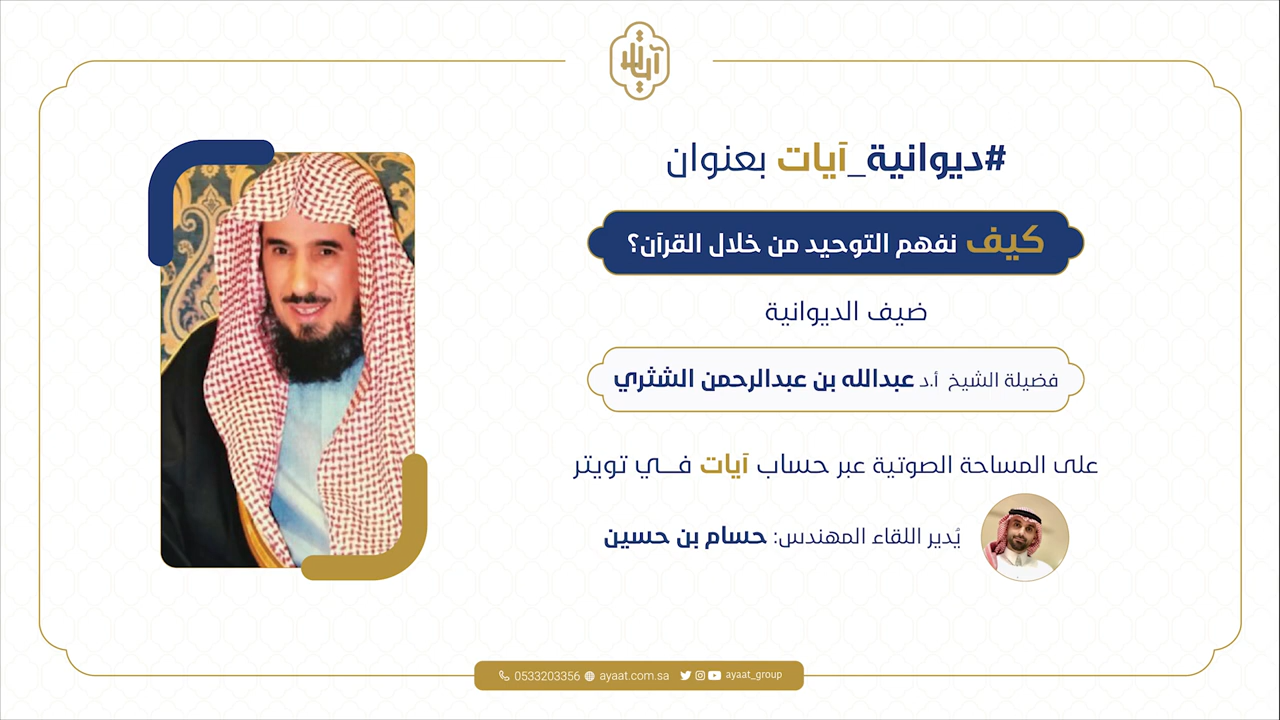 آيات
#ديوانية_آيات بعنوان
كيف نفهم التوحيد من خلال القرآن؟
ضيف الديوانية
فضيلة الشيخ أ.د عبدالله بن عبدالرحمن الشثري
على المساحة الصوتية عبر حساب آيات فــي تويتر
يُدير اللقاء المهندس: حسام بن حسين
0533203356 ayaat.com.sa ayaat_group